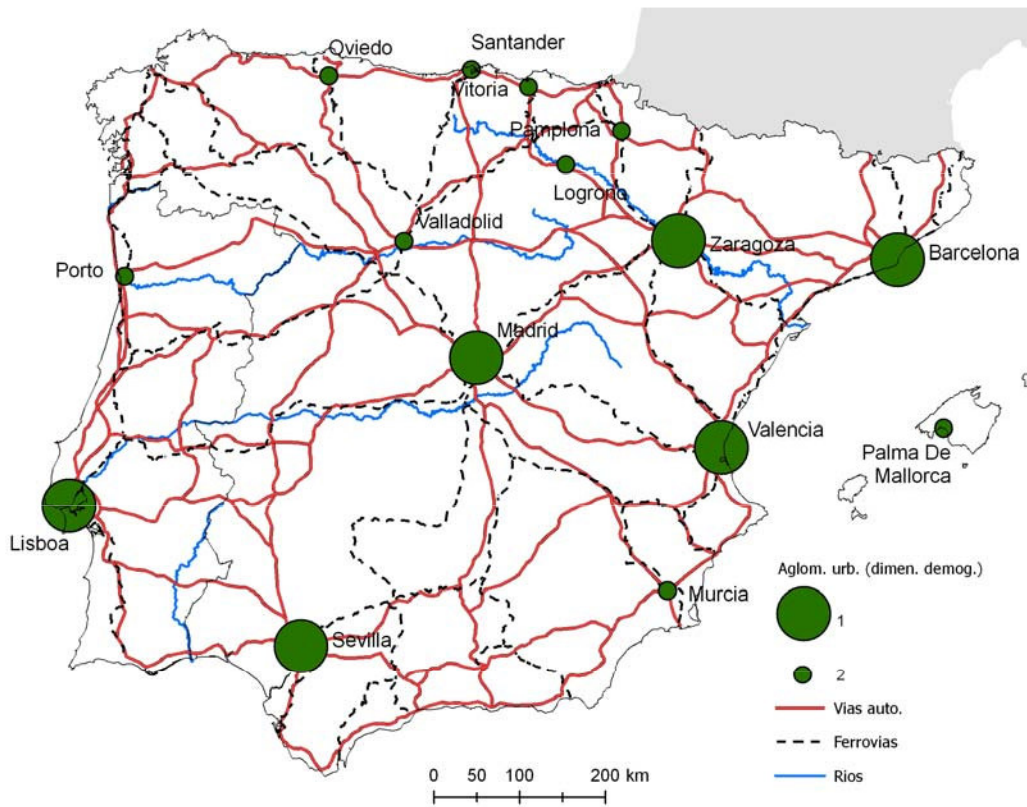 Oviedo
Santander
Vitoria
Pamplona
Logrono
Valladolid
Zaragoza
Barcelona
Porto
Madrid
Valencia
Palma De
Mallorca
Lisboa
Aglom. urb. (dimen. demog.)
Murcia
1
Sevilla
2
Vias auto.
Ferrovias
Rios
0 50 100 200 km